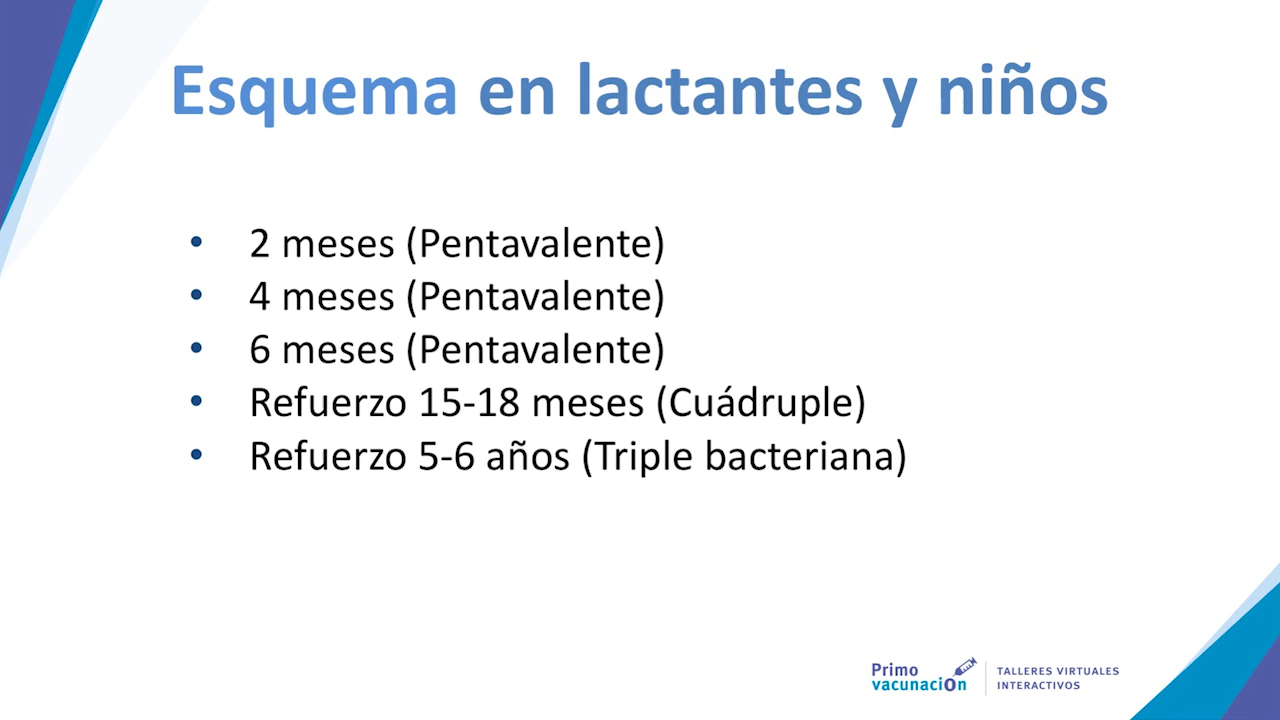 Esquema en lactantes y niños
• 2 meses (Pentavalente)
• 4 meses (Pentavalente)
• 6 meses (Pentavalente)
• Refuerzo 15-18 meses (Cuádruple)
• Refuerzo 5-6 años (Triple bacteriana)
Primo
vacunación
TALLERES VIRTUALES
INTERACTIVOS